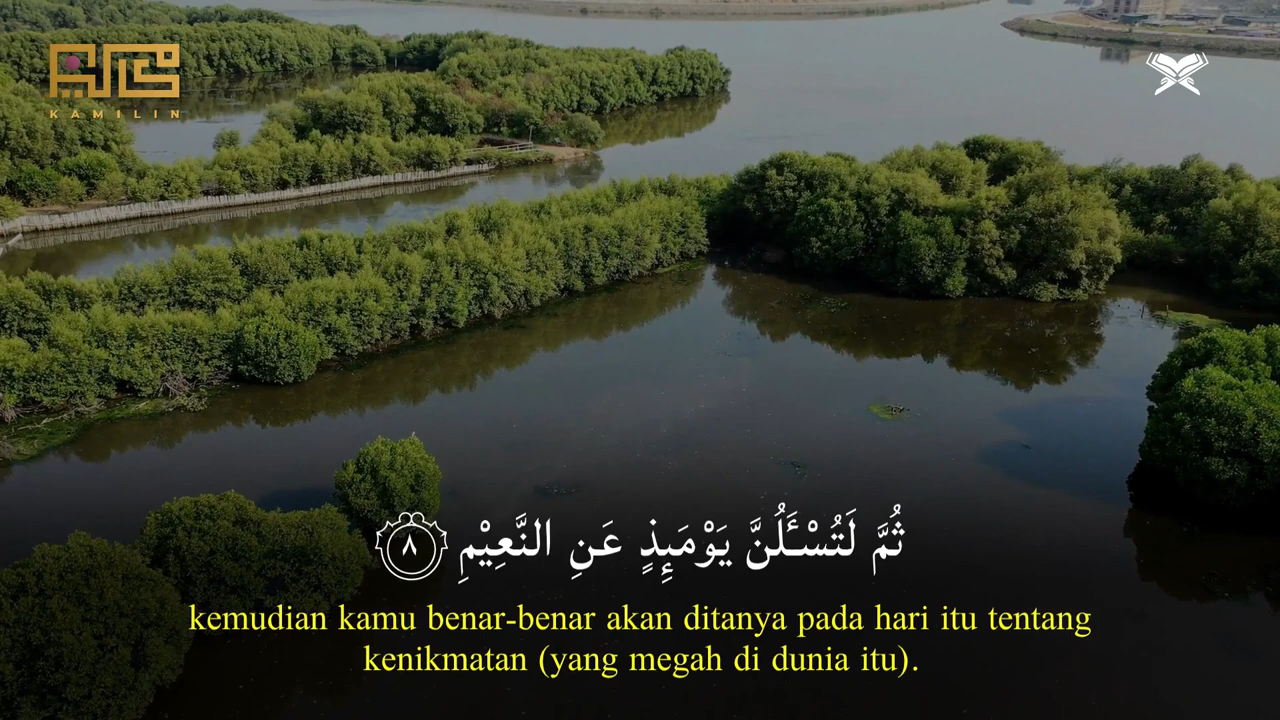 KAMILIN
ثُمَّ لَتُسْـَٔلُنَّ يَوْمَىِٕذٍ عَنِ النَّعِيْمِ ٨
kemudian kamu benar-benar akan ditanya pada hari itu tentang
kenikmatan (yang megah di dunia itu).